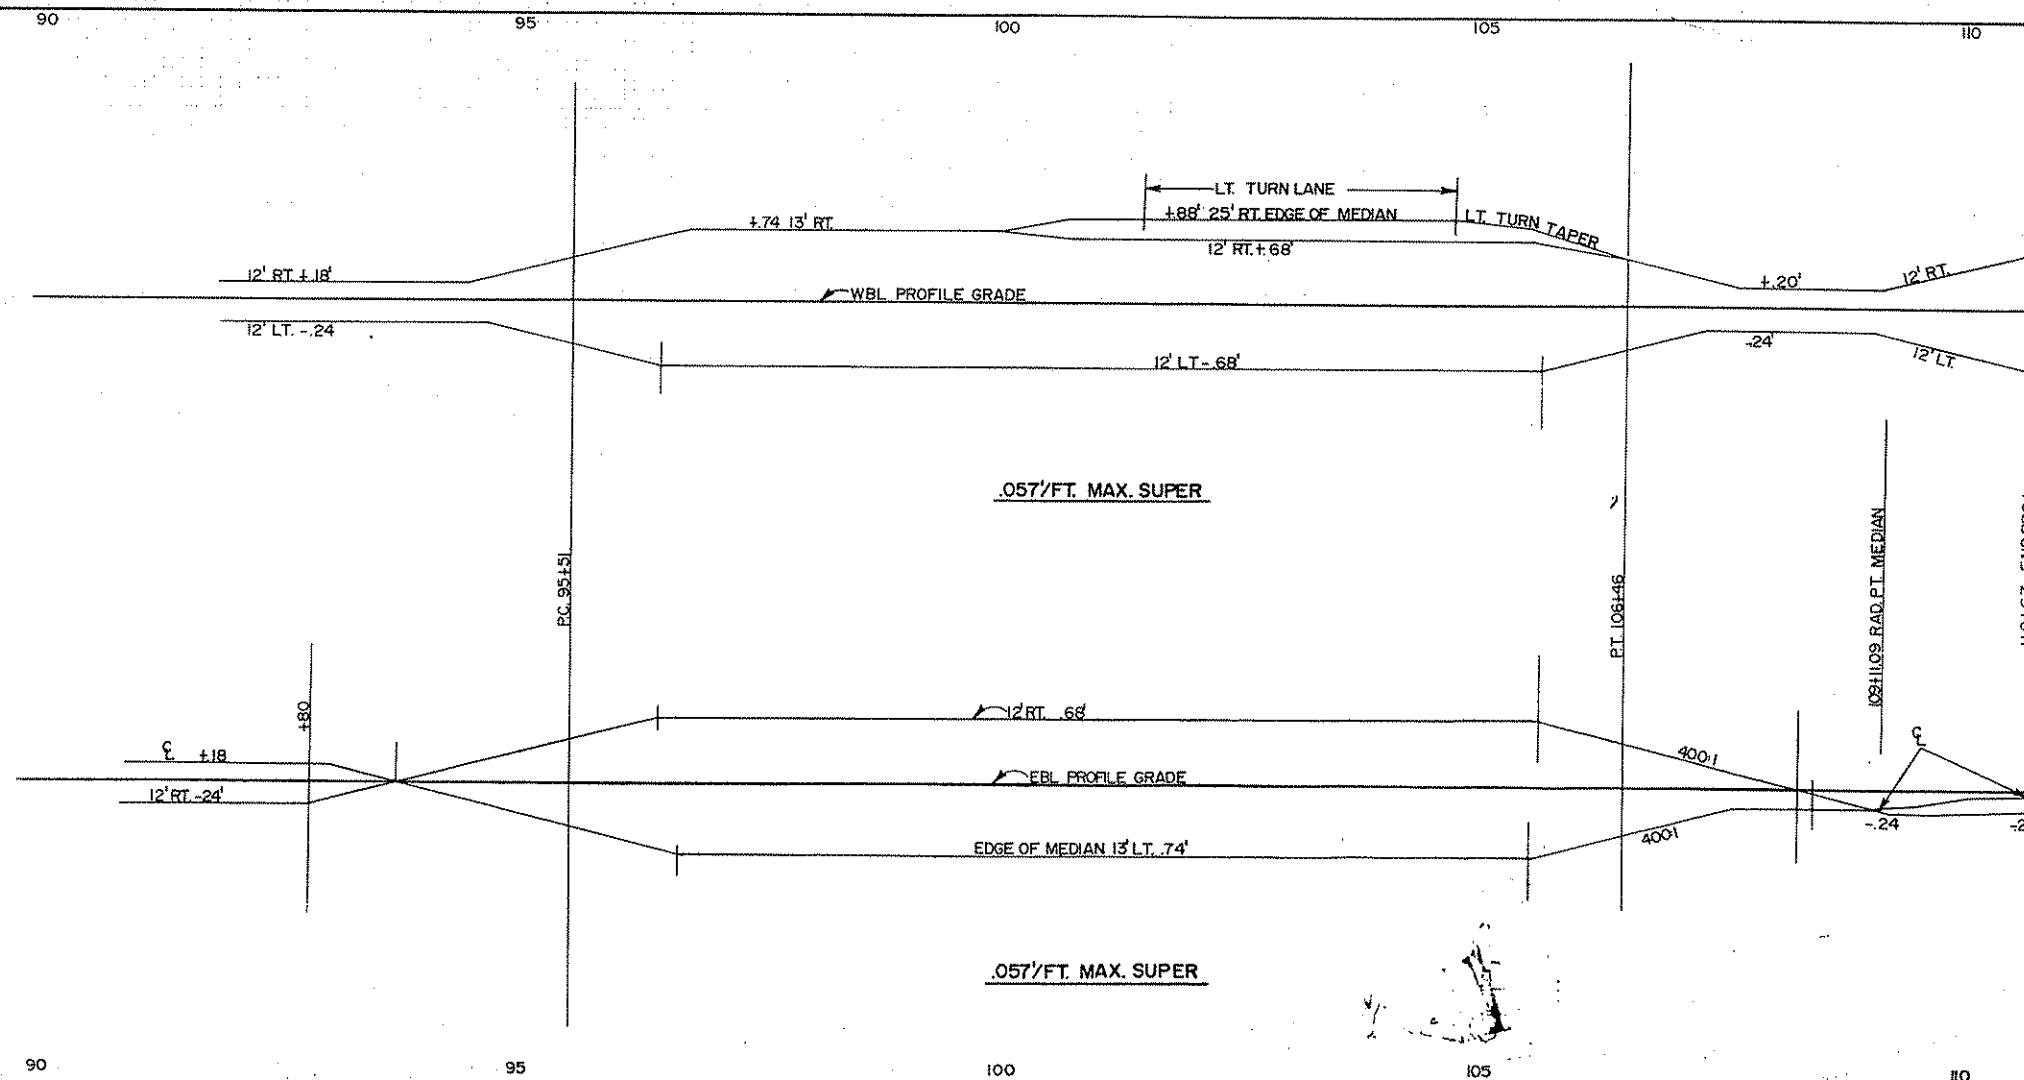 90 95 100 105 110
LT. TURN LANE
+.88' 25' RT. EDGE OF MEDIAN
LT. TURN TAPER
+.74 13' RT.
12' RT. +.68'
12' RT. +.18'
+.20'
12' RT.
WBL PROFILE GRADE
12' LT. -.24
-.24'
12' LT. -.68'
12' LT.
.057'/FT. MAX. SUPER
P.C. 95+51
P.T. 106+46
109+11.09 RAD. PT. MEDIAN
+80
12' RT. .68'
℄ +.18
℄
400:1
EBL PROFILE GRADE
12' RT. -.24'
-.24
400:1
EDGE OF MEDIAN 13' LT. .74'
.057'/FT. MAX. SUPER
90 95 100 105 110